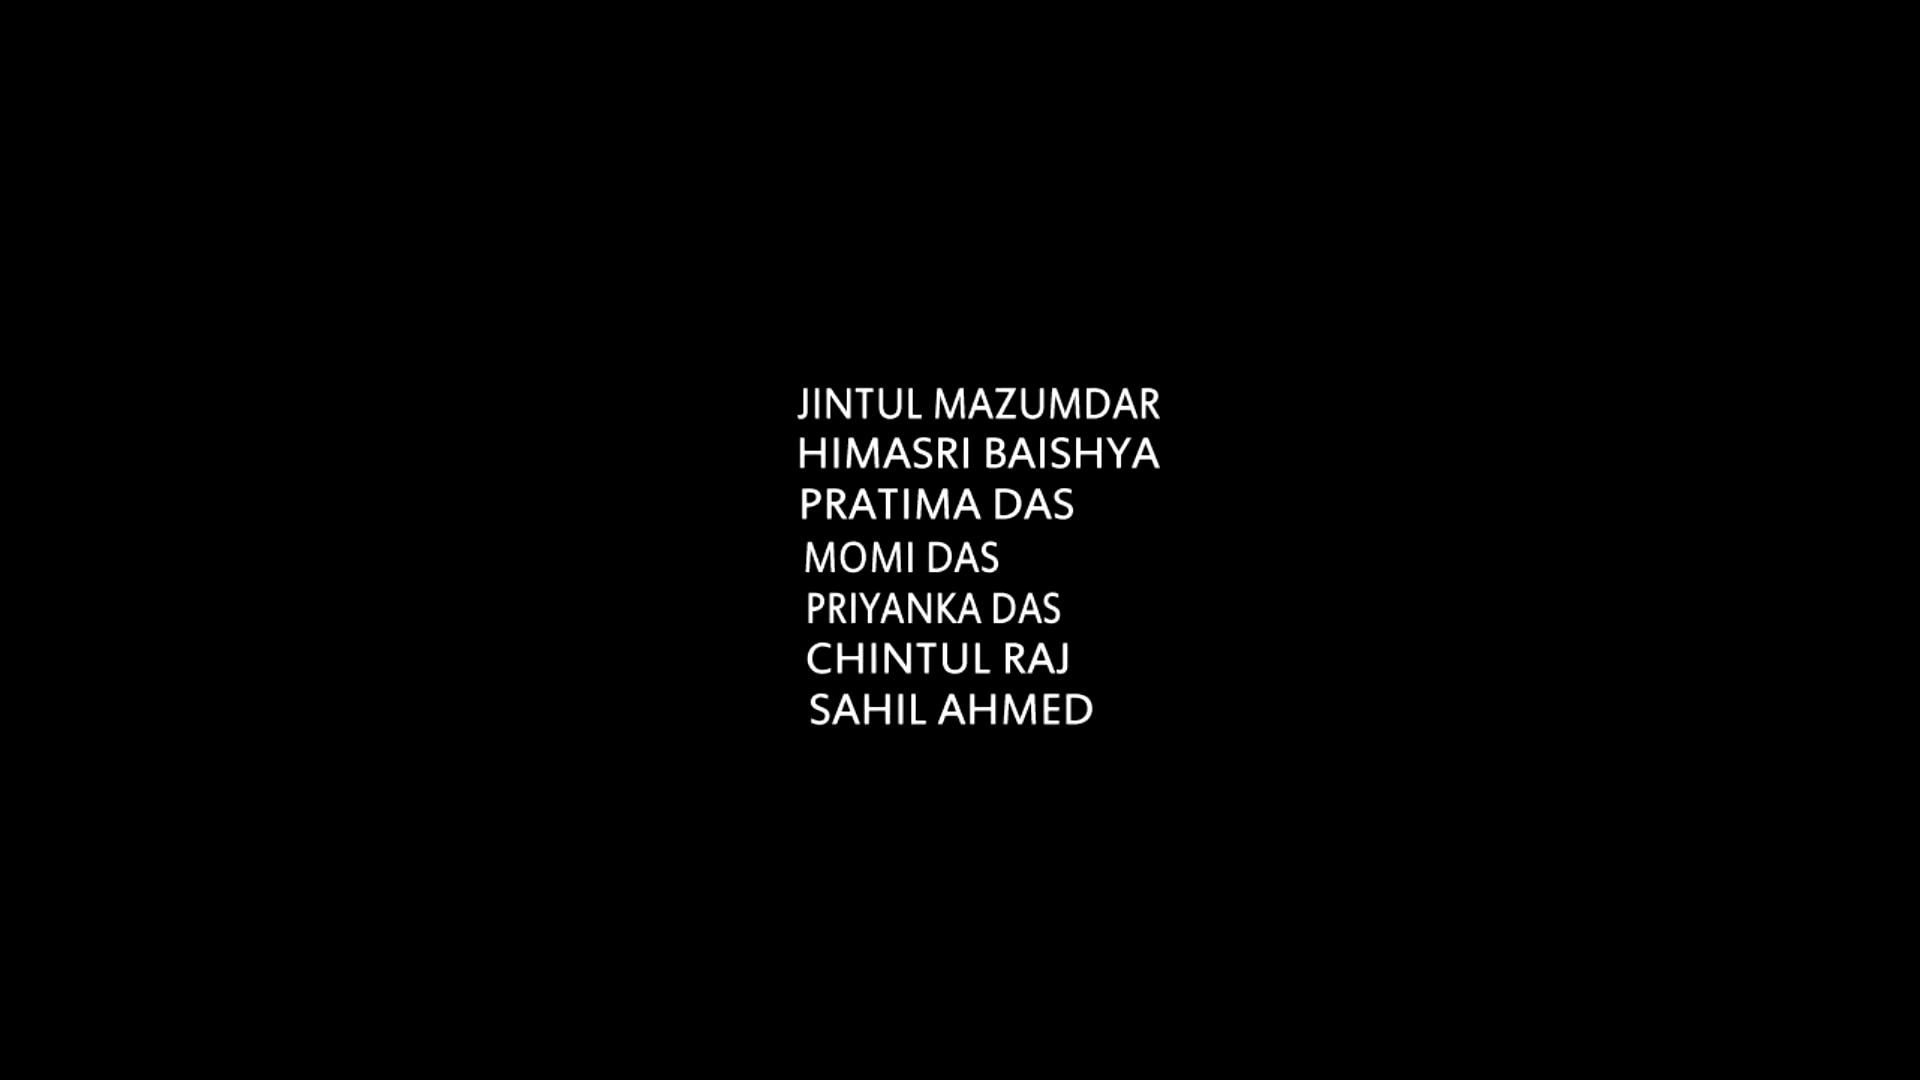 JINTUL MAZUMDAR
HIMASRI BAISHYA
PRATIMA DAS
MOMI DAS
PRIYANKA DAS
CHINTUL RAJ
SAHIL AHMED